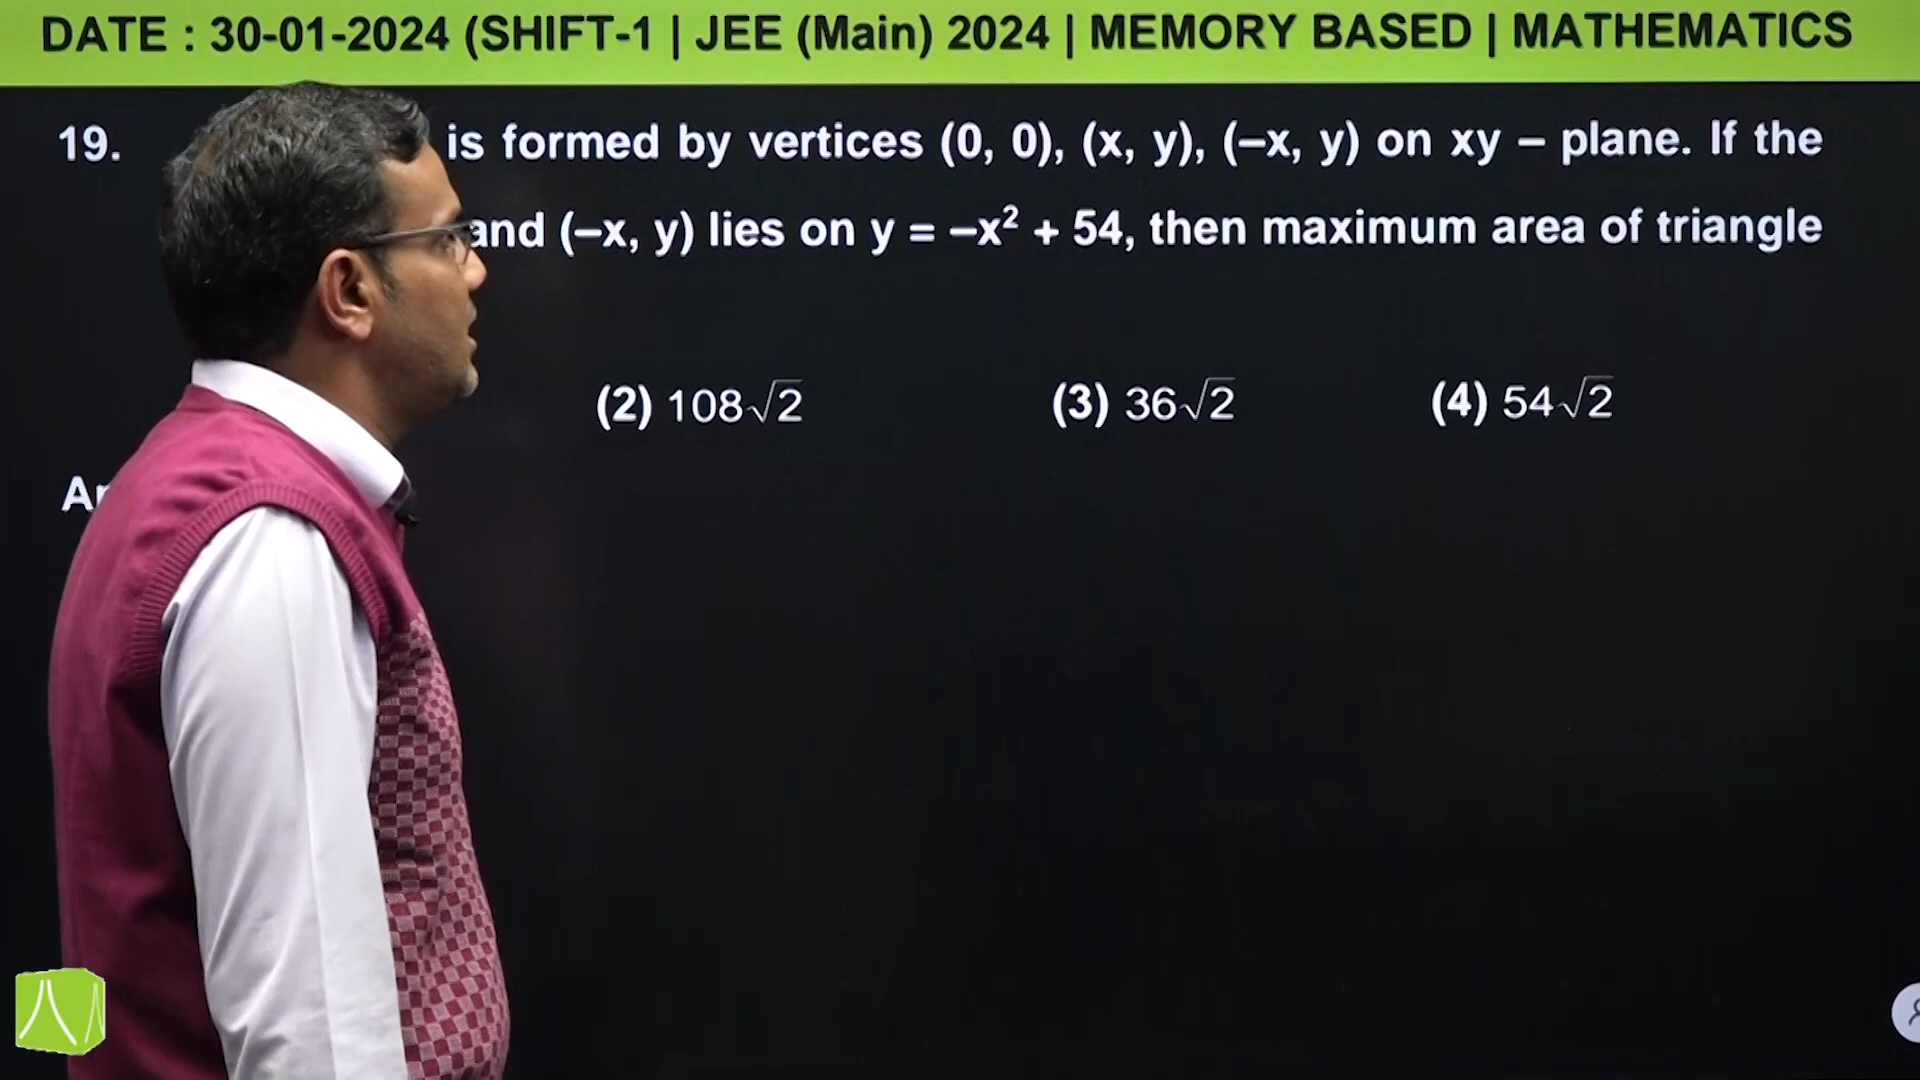 DATE : 30-01-2024 (SHIFT-1 | JEE (Main) 2024 | MEMORY BASED | MATHEMATICS
19. is formed by vertices (0, 0), (x, y), (–x, y) on xy – plane. If the
and (–x, y) lies on y = –x² + 54, then maximum area of triangle
(2) 108√2 (3) 36√2 (4) 54√2